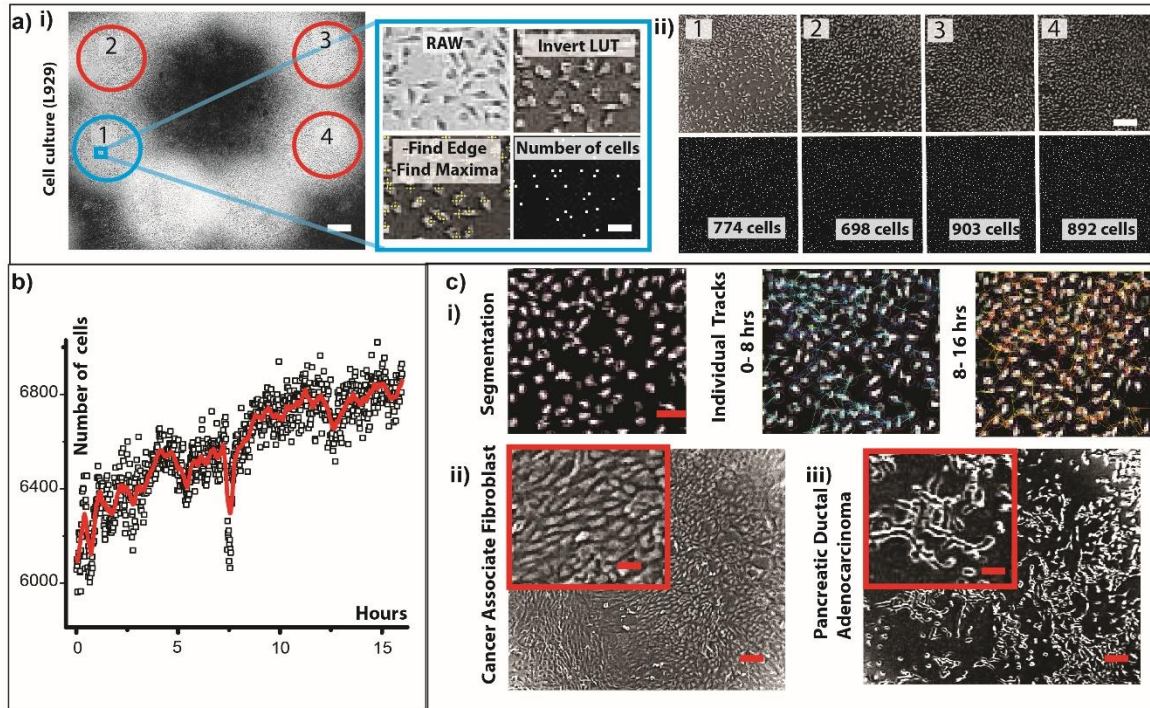 a) i)
Cell culture (L929)
1
2
3
4
RAW
Invert LUT
-Find Edge
-Find Maxima
Number of cells
ii)
1
2
3
4
774 cells
698 cells
903 cells
892 cells
b)
Number of cells
6800
6400
6000
0
5
10
15
Hours
c)
i)
Segmentation
Individual Tracks
0- 8 hrs
8- 16 hrs
ii)
Cancer Associate Fibroblast
iii)
Pancreatic Ductal
Adenocarcinoma